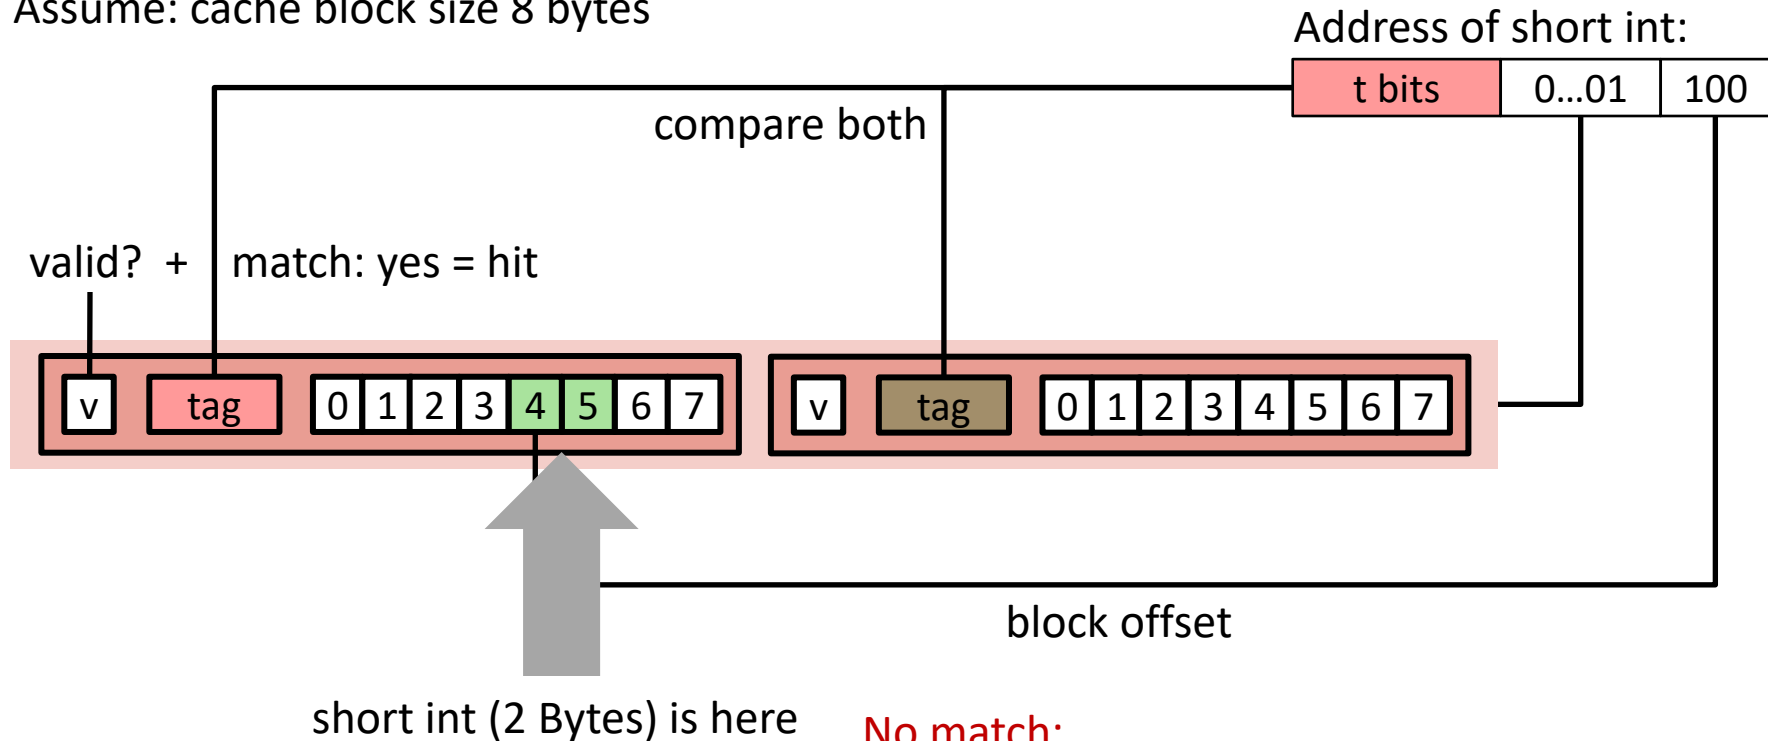 Assume: cache block size 8 bytes
Address of short int:
t bits 0...01 100
compare both
valid? + match: yes = hit
v tag 0 1 2 3 4 5 6 7 v tag 0 1 2 3 4 5 6 7
block offset
short int (2 Bytes) is here
No match: